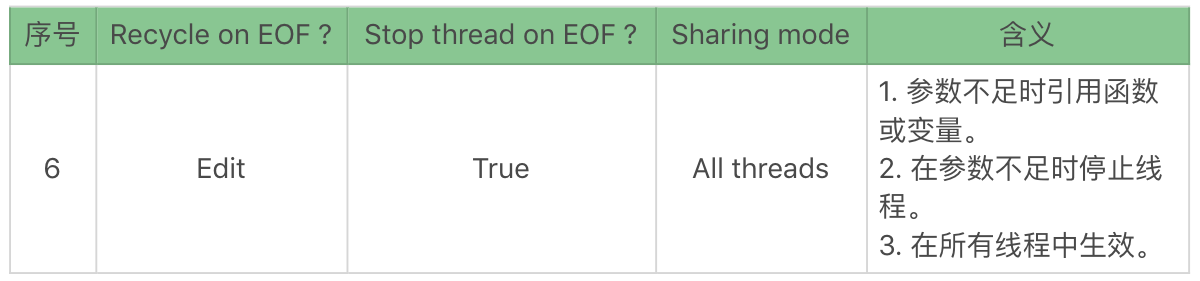 序号 Recycle on EOF ? Stop thread on EOF ? Sharing mode 含义
6 Edit True All threads
1. 参数不足时引用函数
或变量。
2. 在参数不足时停止线
程。
3. 在所有线程中生效。